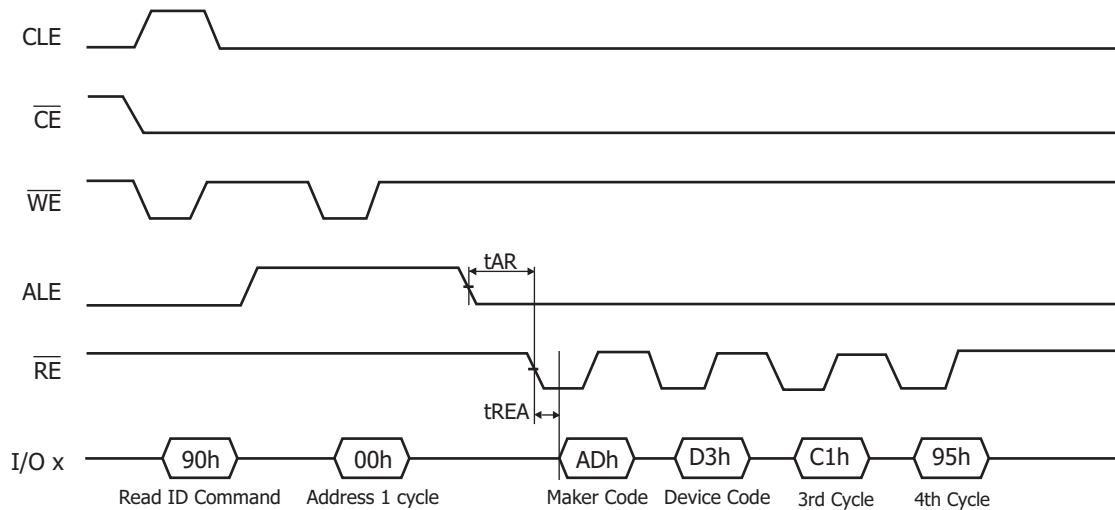 CLE
CE
WE
ALE
tAR
RE
tREA
I/O x
90h
00h
ADh
D3h
C1h
95h
Read ID Command
Address 1 cycle
Maker Code
Device Code
3rd Cycle
4th Cycle